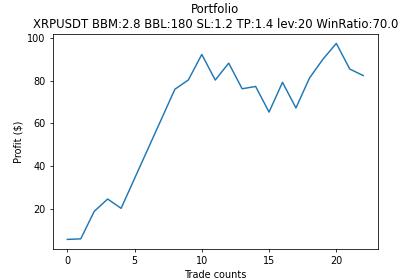 Portfolio
XRPUSDT BBM:2.8 BBL:180 SL:1.2 TP:1.4 lev:20 WinRatio:70.0
100
80
60
40
20
Profit ($)
0
5
10
15
20
Trade counts